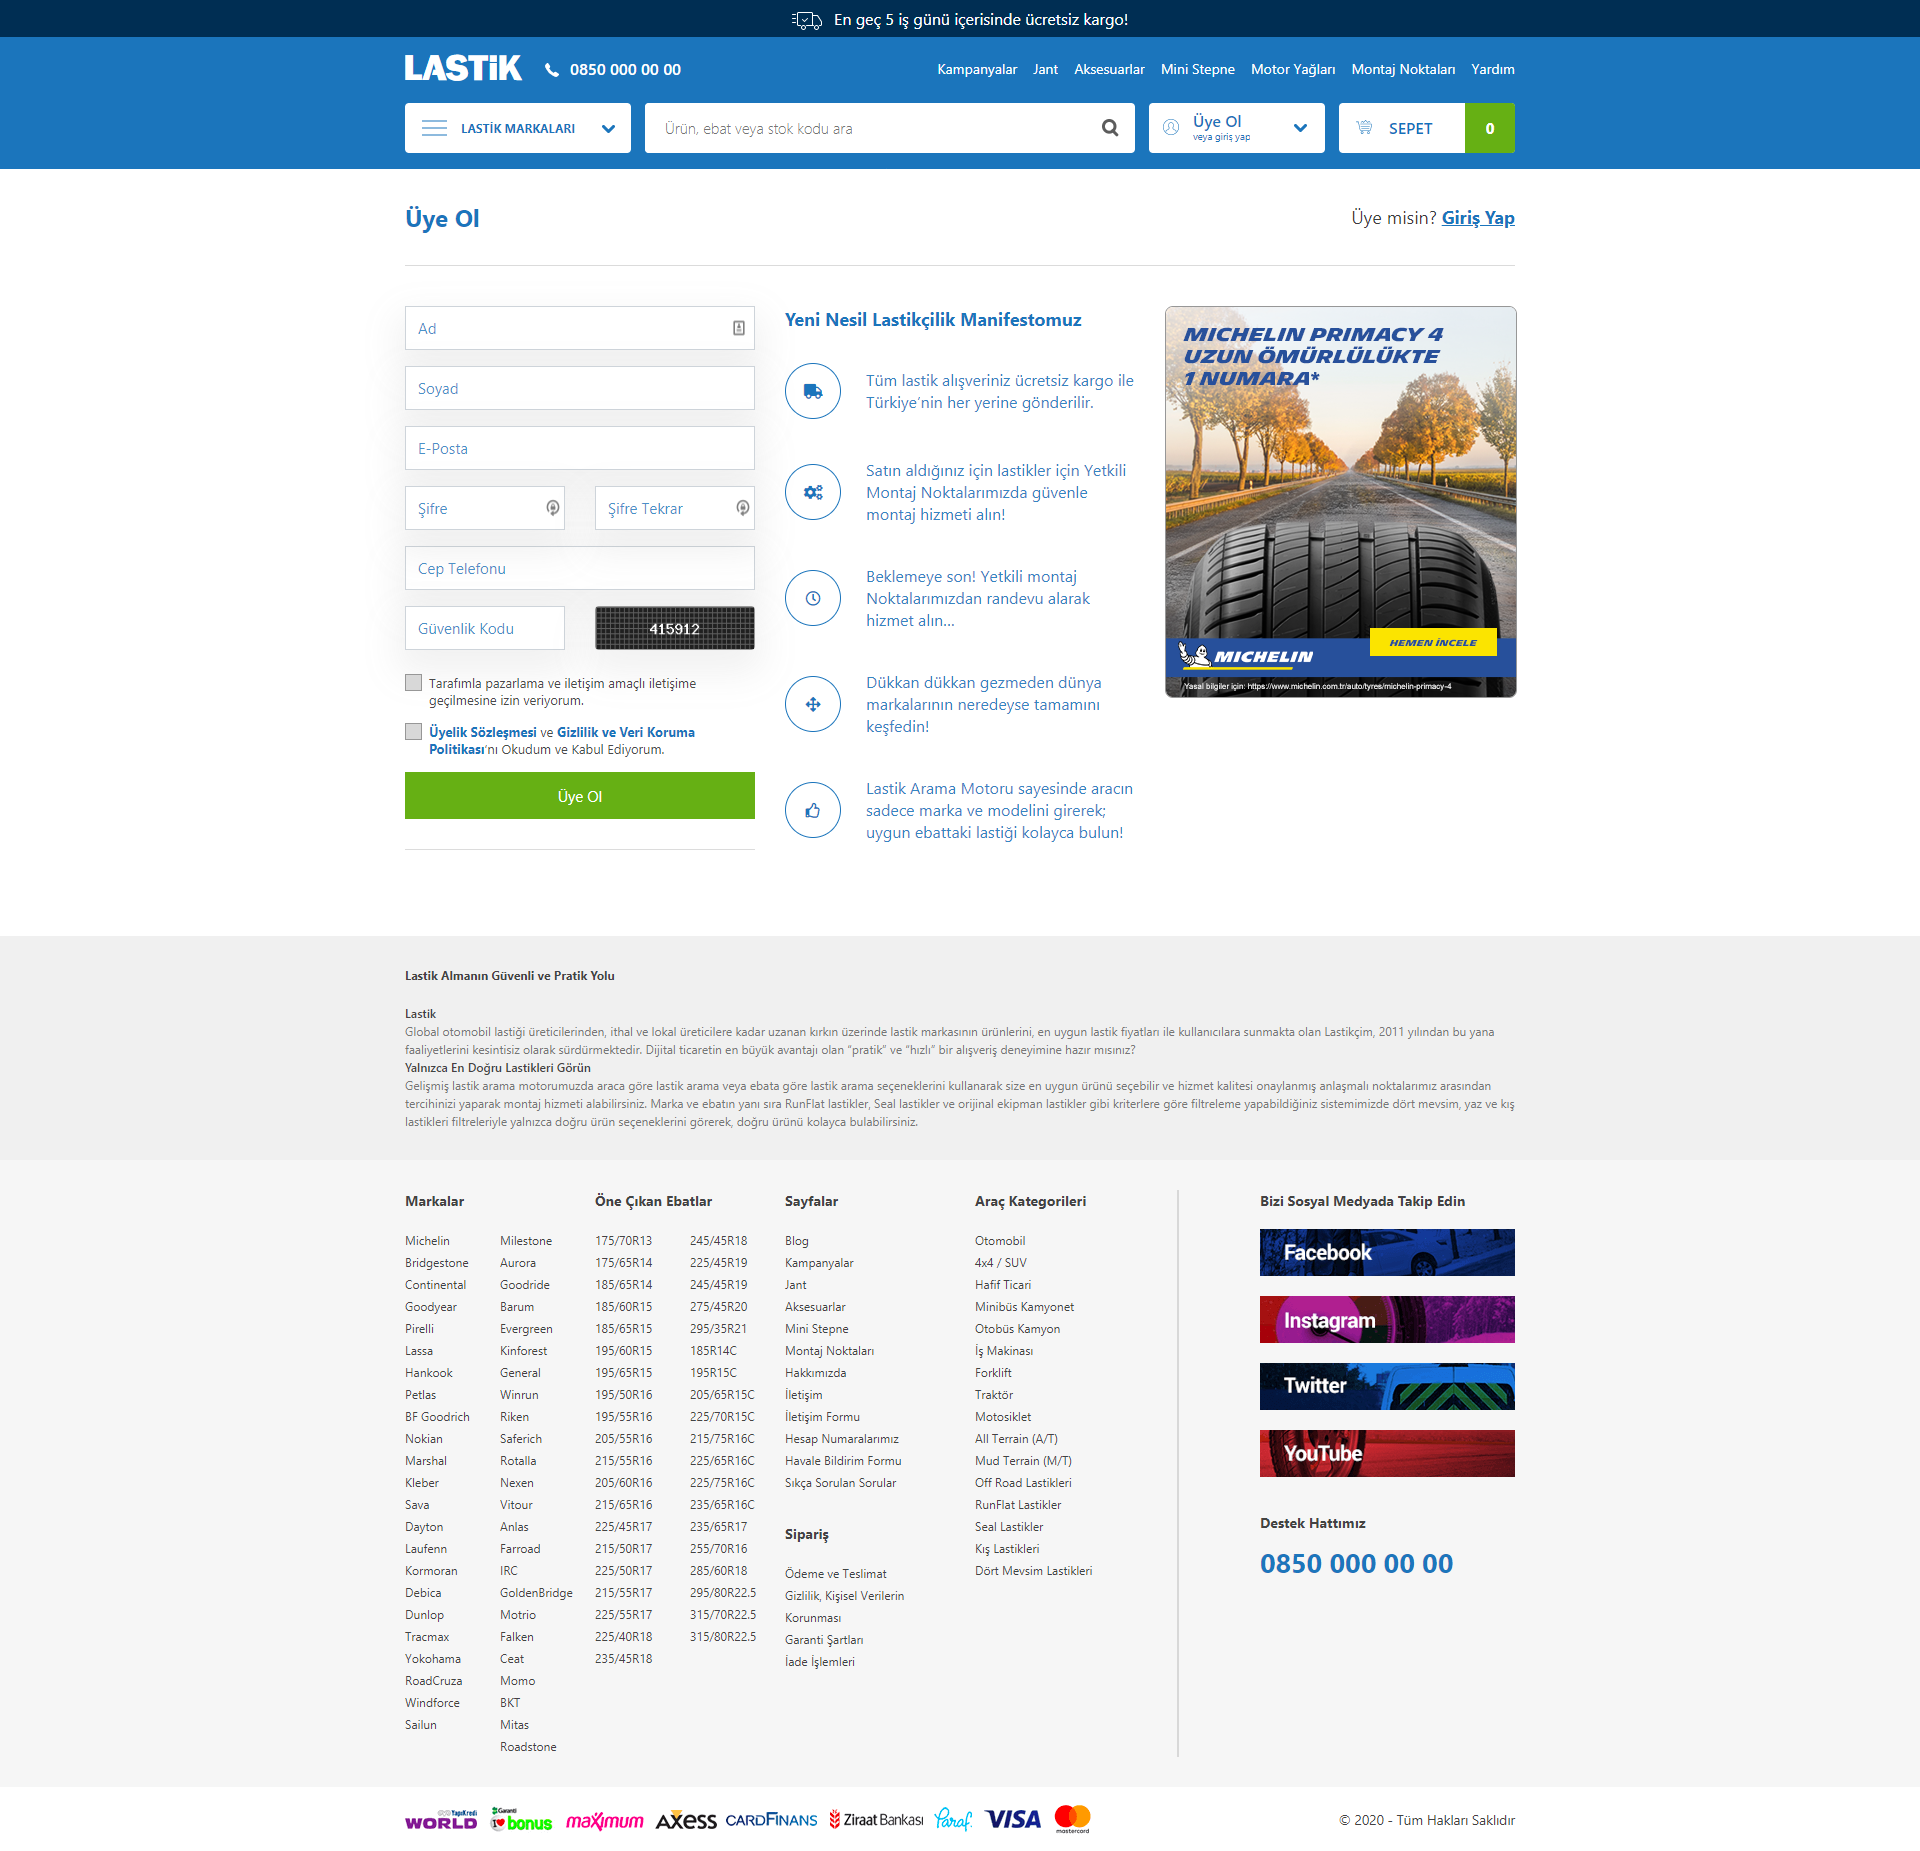 En geç 5 iş günü içerisinde ücretsiz kargo!
LASTiK
0850 000 00 00
Kampanyalar
Jant
Aksesuarlar
Mini Stepne
Motor Yağları
Montaj Noktaları
Yardım
LASTİK MARKALARI
Ürün, ebat veya stok kodu ara
Üye Ol
veya giriş yap
SEPET
0
Üye Ol
Üye misin? Giriş Yap
Ad
Soyad
E-Posta
Şifre
Şifre Tekrar
Cep Telefonu
Güvenlik Kodu
415912
Tarafımla pazarlama ve iletişim amaçlı iletişime
geçilmesine izin veriyorum.
Üyelik Sözleşmesi ve Gizlilik ve Veri Koruma
Politikası'nı Okudum ve Kabul Ediyorum.
Üye Ol
Yeni Nesil Lastikçilik Manifestomuz
Tüm lastik alışveriniz ücretsiz kargo ile
Türkiye'nin her yerine gönderilir.
Satın aldığınız için lastikler için Yetkili
Montaj Noktalarımızda güvenle
montaj hizmeti alın!
Beklemeye son! Yetkili montaj
Noktalarımızdan randevu alarak
hizmet alın...
Dükkan dükkan gezmeden dünya
markalarının neredeyse tamamını
keşfedin!
Lastik Arama Motoru sayesinde aracın
sadece marka ve modelini girerek;
uygun ebattaki lastiği kolayca bulun!
MICHELIN PRIMACY 4
UZUN ÖMÜRLÜLÜKTE
1 NUMARA*
HEMEN İNCELE
MICHELIN
Yasal bilgiler için: https://www.michelin.com.tr/auto/tyres/michelin-primacy-4
Lastik Almanın Güvenli ve Pratik Yolu
Lastik
Global otomobil lastiği üreticilerinden, ithal ve lokal üreticilere kadar uzanan kırkın üzerinde lastik markasının ürünlerini, en uygun lastik fiyatları ile kullanıcılara sunmakta olan Lastikçim, 2011 yılından bu yana
faaliyetlerini kesintisiz olarak sürdürmektedir. Dijital ticaretin en büyük avantajı olan “pratik” ve “hızlı” bir alışveriş deneyimine hazır mısınız?
Yalnızca En Doğru Lastikleri Görün
Gelişmiş lastik arama motorumuzda araca göre lastik arama veya ebata göre lastik arama seçeneklerini kullanarak size en uygun ürünü seçebilir ve hizmet kalitesi onaylanmış anlaşmalı noktalarımız arasından
tercihinizi yaparak montaj hizmeti alabilirsiniz. Marka ve ebatın yanı sıra RunFlat lastikler, Seal lastikler ve orijinal ekipman lastikler gibi kriterlere göre filtreleme yapabildiğiniz sistemimizde dört mevsim, yaz ve kış
lastikleri filtreleriyle yalnızca doğru ürün seçeneklerini görerek, doğru ürünü kolayca bulabilirsiniz.
Markalar
Michelin
Bridgestone
Continental
Goodyear
Pirelli
Lassa
Hankook
Petlas
BF Goodrich
Nokian
Marshal
Kleber
Sava
Dayton
Laufenn
Kormoran
Debica
Dunlop
Tracmax
Yokohama
RoadCruza
Windforce
Sailun
Milestone
Aurora
Goodride
Barum
Evergreen
Kinforest
General
Winrun
Riken
Saferich
Rotalla
Nexen
Vitour
Anlas
Farroad
IRC
GoldenBridge
Motrio
Falken
Ceat
Momo
BKT
Mitas
Roadstone
Öne Çıkan Ebatlar
175/70R13
175/65R14
185/65R14
185/60R15
185/65R15
195/60R15
195/65R15
195/50R16
195/55R16
205/55R16
215/55R16
205/60R16
215/65R16
225/45R17
215/50R17
225/50R17
215/55R17
225/55R17
225/40R18
235/45R18
245/45R18
225/45R19
245/45R19
275/45R20
295/35R21
185R14C
195R15C
205/65R15C
225/70R15C
215/75R16C
225/65R16C
225/75R16C
235/65R16C
235/65R17
255/70R16
285/60R18
295/80R22.5
315/70R22.5
315/80R22.5
Sayfalar
Blog
Kampanyalar
Jant
Aksesuarlar
Mini Stepne
Montaj Noktaları
Hakkımızda
İletişim
İletişim Formu
Hesap Numaralarımız
Havale Bildirim Formu
Sıkça Sorulan Sorular
Sipariş
Ödeme ve Teslimat
Gizlilik, Kişisel Verilerin
Korunması
Garanti Şartları
İade İşlemleri
Araç Kategorileri
Otomobil
4x4 / SUV
Hafif Ticari
Minibüs Kamyonet
Otobüs Kamyon
İş Makinası
Forklift
Traktör
Motosiklet
All Terrain (A/T)
Mud Terrain (M/T)
Off Road Lastikleri
RunFlat Lastikler
Seal Lastikler
Kış Lastikleri
Dört Mevsim Lastikleri
Bizi Sosyal Medyada Takip Edin
Facebook
Instagram
Twitter
YouTube
Destek Hattımız
0850 000 00 00
YapıKredi
WORLD
Garanti
bonus
maximum
AXESS
CARDFINANS
Ziraat Bankası
Paraf
VISA
mastercard
© 2020 - Tüm Hakları Saklıdır